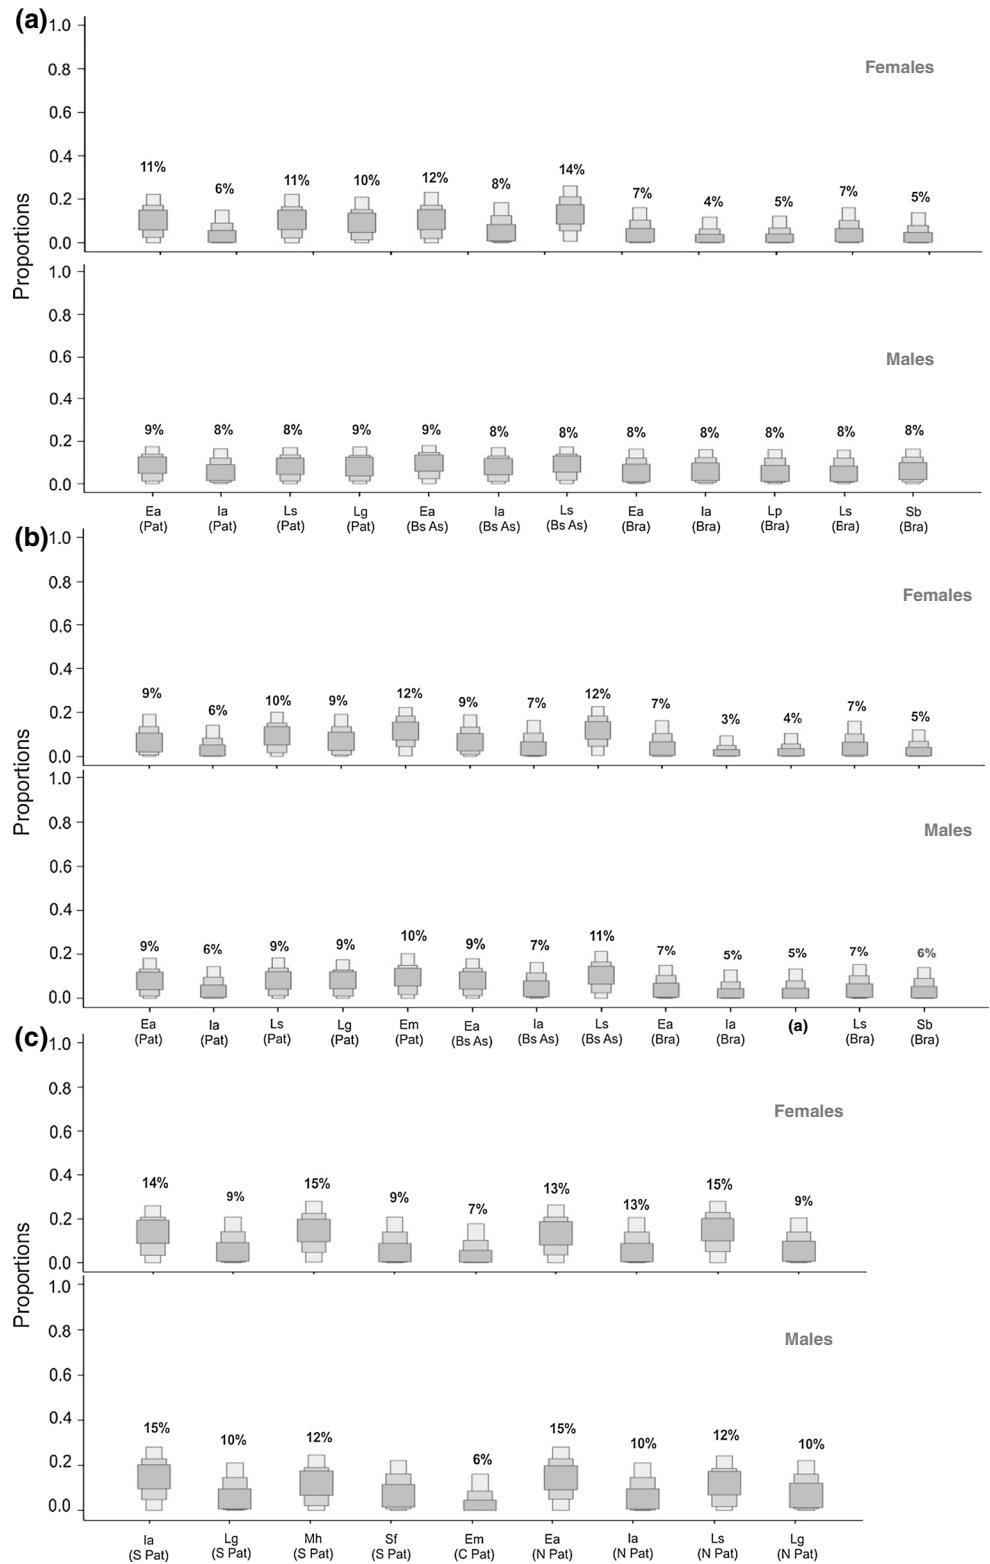 (a)
1.0
Females
0.8
0.6
0.4
11% 6% 11% 10% 12% 8% 14% 7% 4% 5% 7% 5%
0.2
0.0
Proportions
1.0
0.8
Males
0.6
0.4
9% 8% 8% 9% 9% 8% 8% 8% 8% 8% 8% 8%
0.2
0.0
Ea Ia Ls Lg Ea Ia Ls Ea Ia Lp Ls Sb
(Pat) (Pat) (Pat) (Pat) (Bs As) (Bs As) (Bs As) (Bra) (Bra) (Bra) (Bra) (Bra)
(b)
1.0
Females
0.8
0.6
0.4
9% 6% 10% 9% 12% 9% 7% 12% 7% 3% 4% 7% 5%
0.2
0.0
Proportions
1.0
Males
0.8
0.6
0.4
9% 6% 9% 9% 10% 9% 7% 11% 7% 5% 5% 7% 6%
0.2
0.0
Ea Ia Ls Lg Em Ea Ia Ls Ea Ia (a) Ls Sb
(Pat) (Pat) (Pat) (Pat) (Pat) (Bs As) (Bs As) (Bs As) (Bra) (Bra) (Bra) (Bra)
(c)
1.0
Females
0.8
0.6
0.4
14% 9% 15% 9% 7% 13% 13% 15% 9%
0.2
0.0
Proportions
1.0
Males
0.8
0.6
0.4
15% 10% 12% 6% 15% 10% 12% 10%
0.2
0.0
Ia Lg Mh Sf Em Ea Ia Ls Lg
(S Pat) (S Pat) (S Pat) (S Pat) (C Pat) (N Pat) (N Pat) (N Pat) (N Pat)